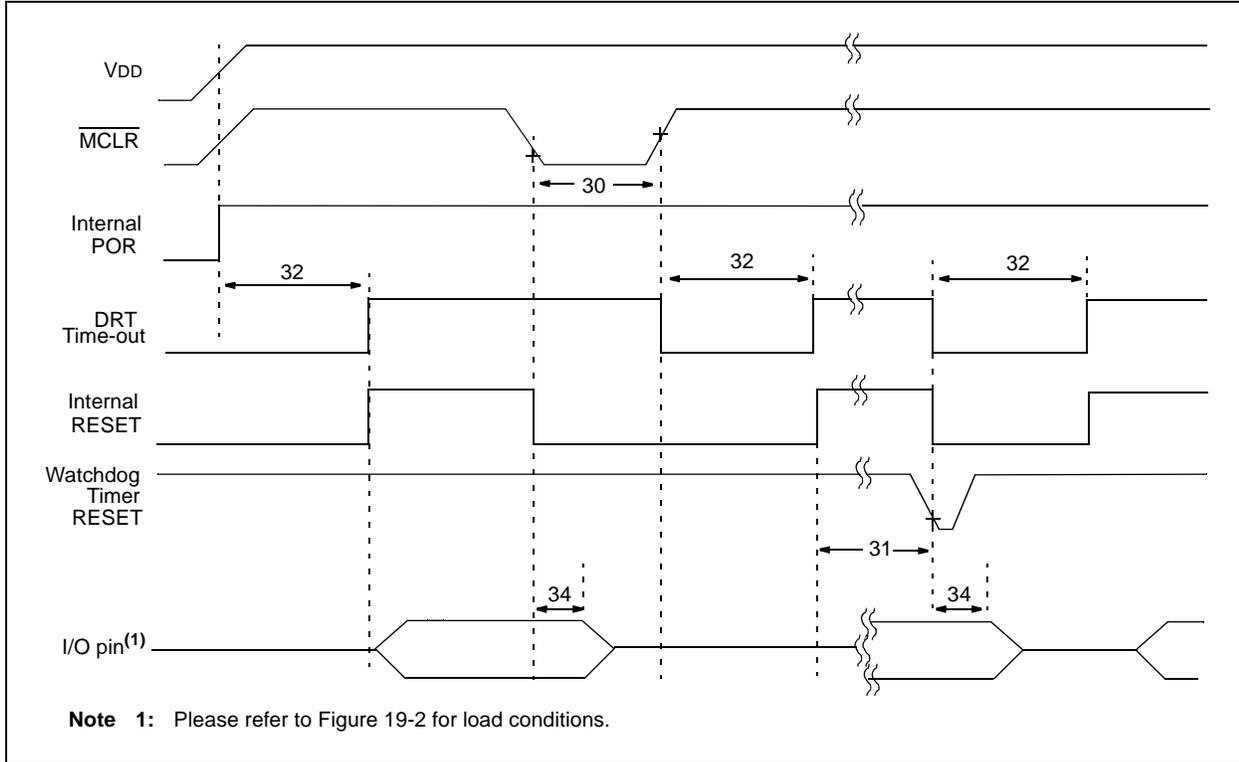 VDD
MCLR
30
Internal
POR
32
32
32
DRT
Time-out
Internal
RESET
Watchdog
Timer
RESET
31
34
34
I/O pin(1)
Note 1: Please refer to Figure 19-2 for load conditions.